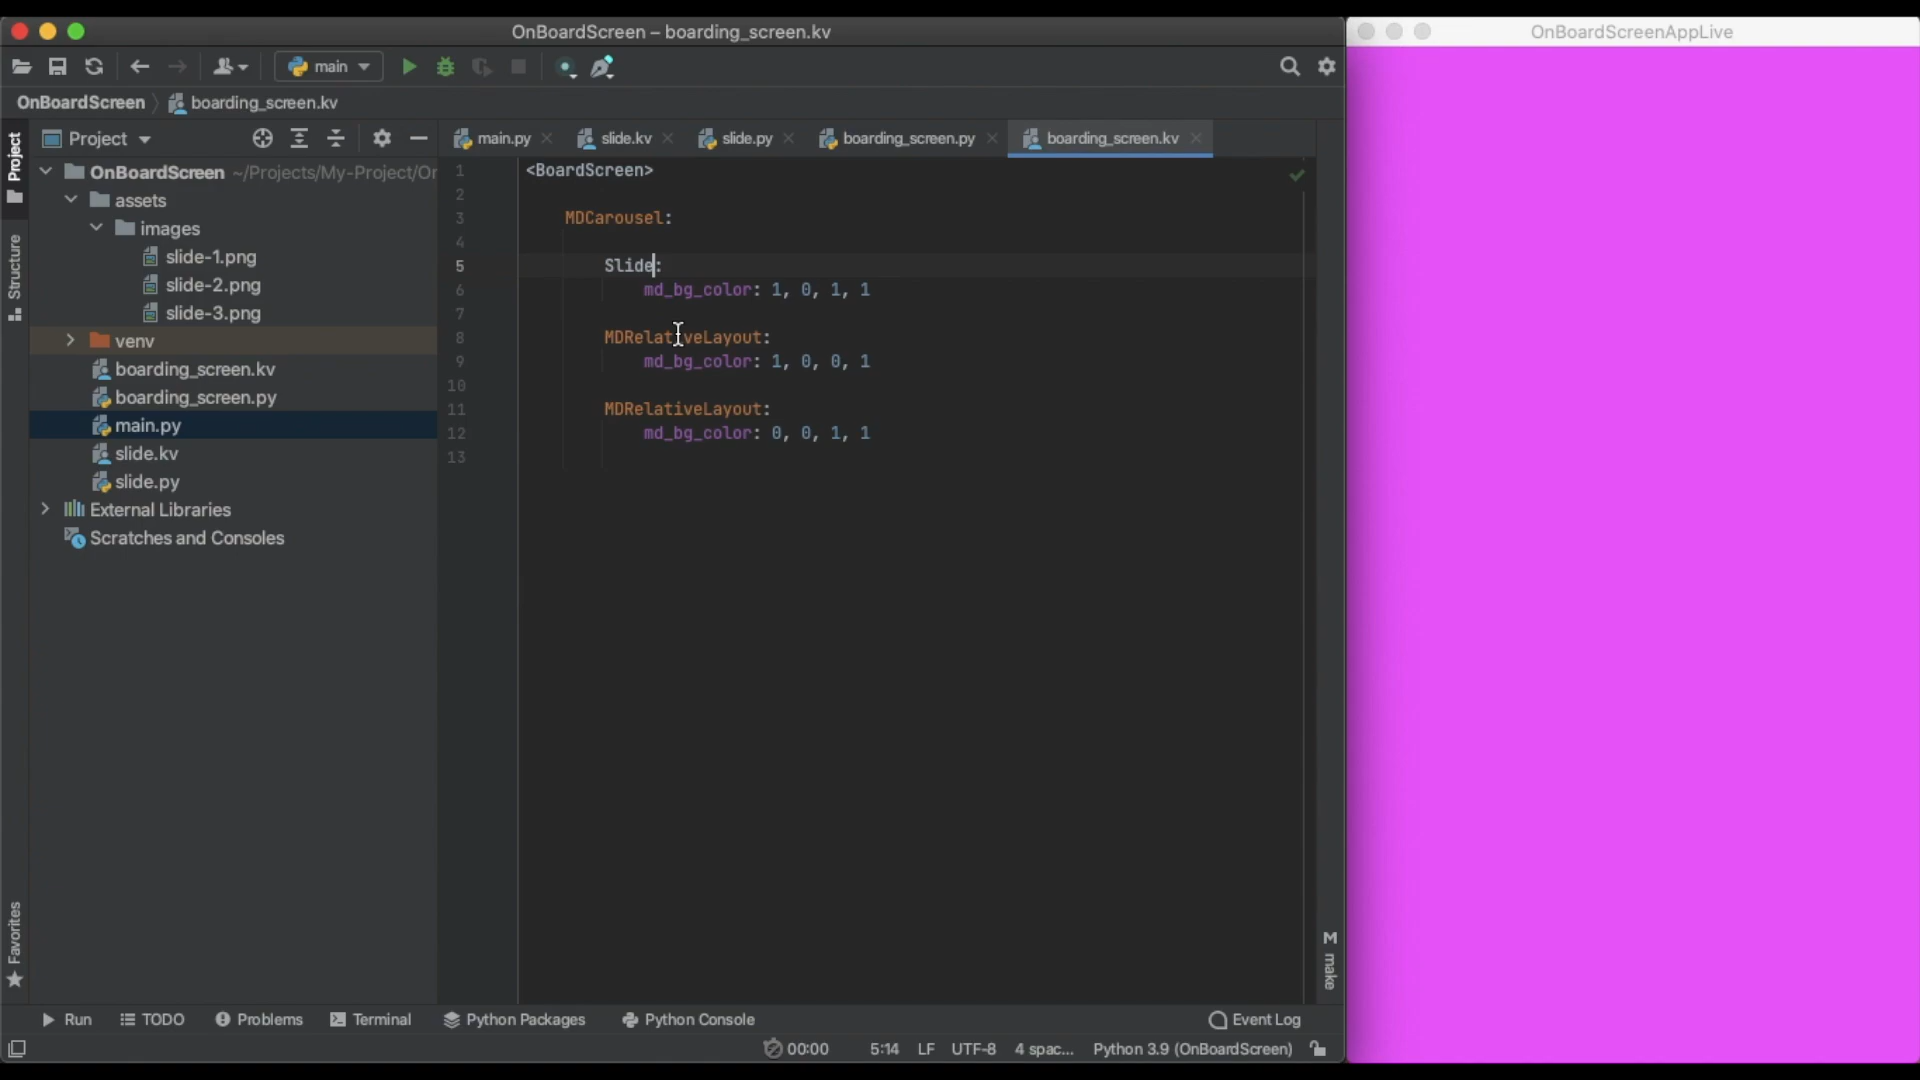 OnBoardScreen – boarding_screen.kv
OnBoardScreenAppLive
main
OnBoardScreen boarding_screen.kv
Project
main.py
slide.kv
slide.py
boarding_screen.py
boarding_screen.kv
Project
Structure
Favorites
OnBoardScreen ~/Projects/My-Project/Or
assets
images
slide-1.png
slide-2.png
slide-3.png
venv
boarding_screen.kv
boarding_screen.py
main.py
slide.kv
slide.py
External Libraries
Scratches and Consoles
1 <BoardScreen>
2
3 MDCarousel:
4
5 Slide:
6 md_bg_color: 1, 0, 1, 1
7
8 MDRelativeLayout:
9 md_bg_color: 1, 0, 0, 1
10
11 MDRelativeLayout:
12 md_bg_color: 0, 0, 1, 1
13
M make
Run TODO Problems Terminal Python Packages Python Console Event Log
00:00 5:14 LF UTF-8 4 spac... Python 3.9 (OnBoardScreen)